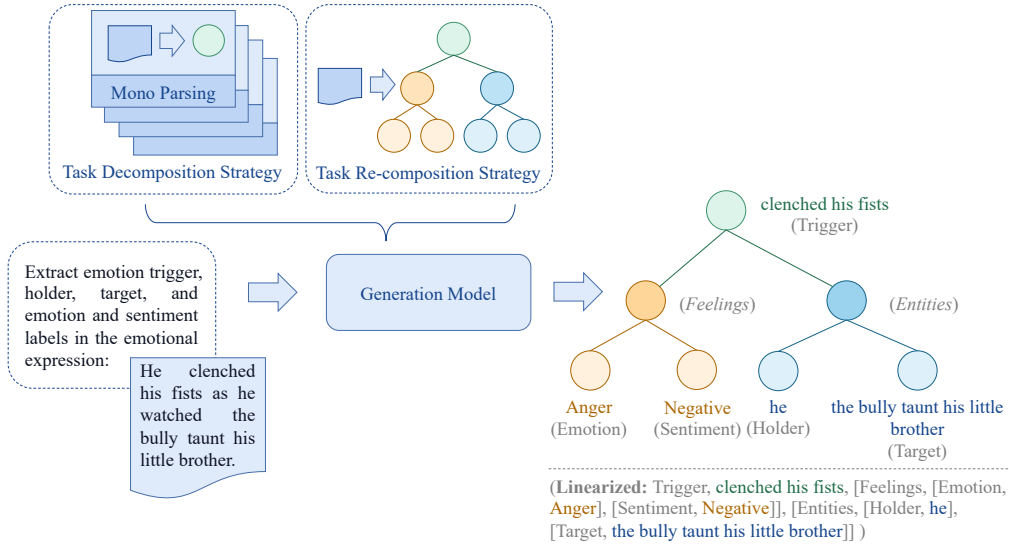 Mono Parsing
Task Decomposition Strategy
Task Re-composition Strategy
Extract emotion trigger,
holder, target, and
emotion and sentiment
labels in the emotional
expression:
He clenched
his fists as he
watched the
bully taunt his
little brother.
Generation Model
clenched his fists
(Trigger)
(Feelings)
(Entities)
Anger
(Emotion)
Negative
(Sentiment)
he
(Holder)
the bully taunt his little
brother
(Target)
(Linearized: Trigger, clenched his fists, [Feelings, [Emotion,
Anger], [Sentiment, Negative]], [Entities, [Holder, he],
[Target, the bully taunt his little brother]] )